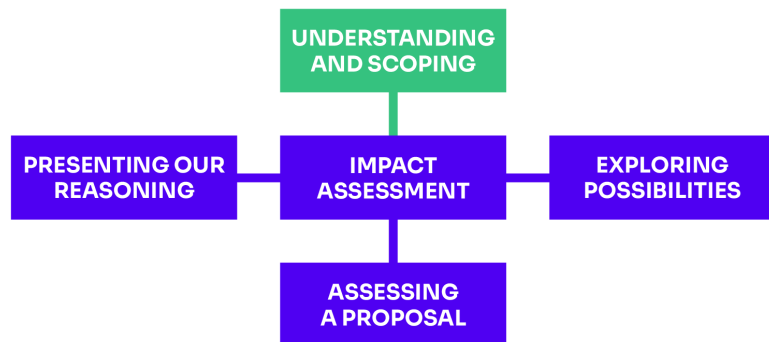 UNDERSTANDING
AND SCOPING
PRESENTING OUR
REASONING
IMPACT
ASSESSMENT
EXPLORING
POSSIBILITIES
ASSESSING
A PROPOSAL